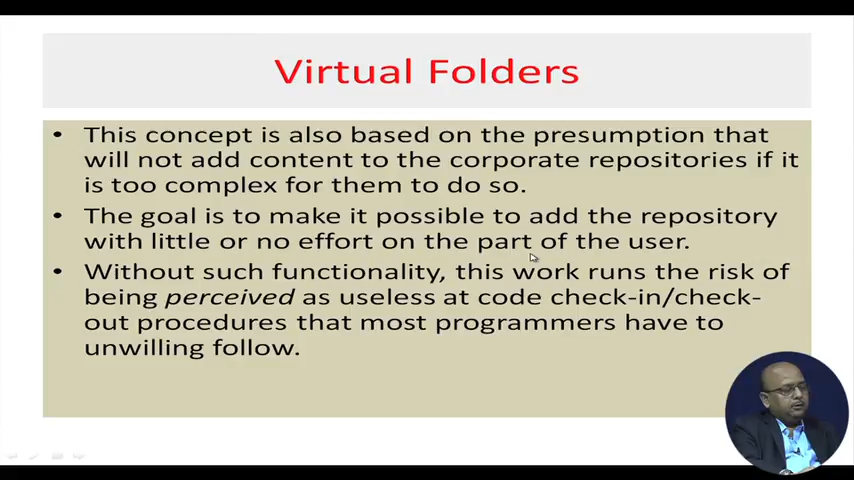 Virtual Folders
• This concept is also based on the presumption that
will not add content to the corporate repositories if it
is too complex for them to do so.
• The goal is to make it possible to add the repository
with little or no effort on the part of the user.
• Without such functionality, this work runs the risk of
being perceived as useless at code check-in/check-
out procedures that most programmers have to
unwilling follow.